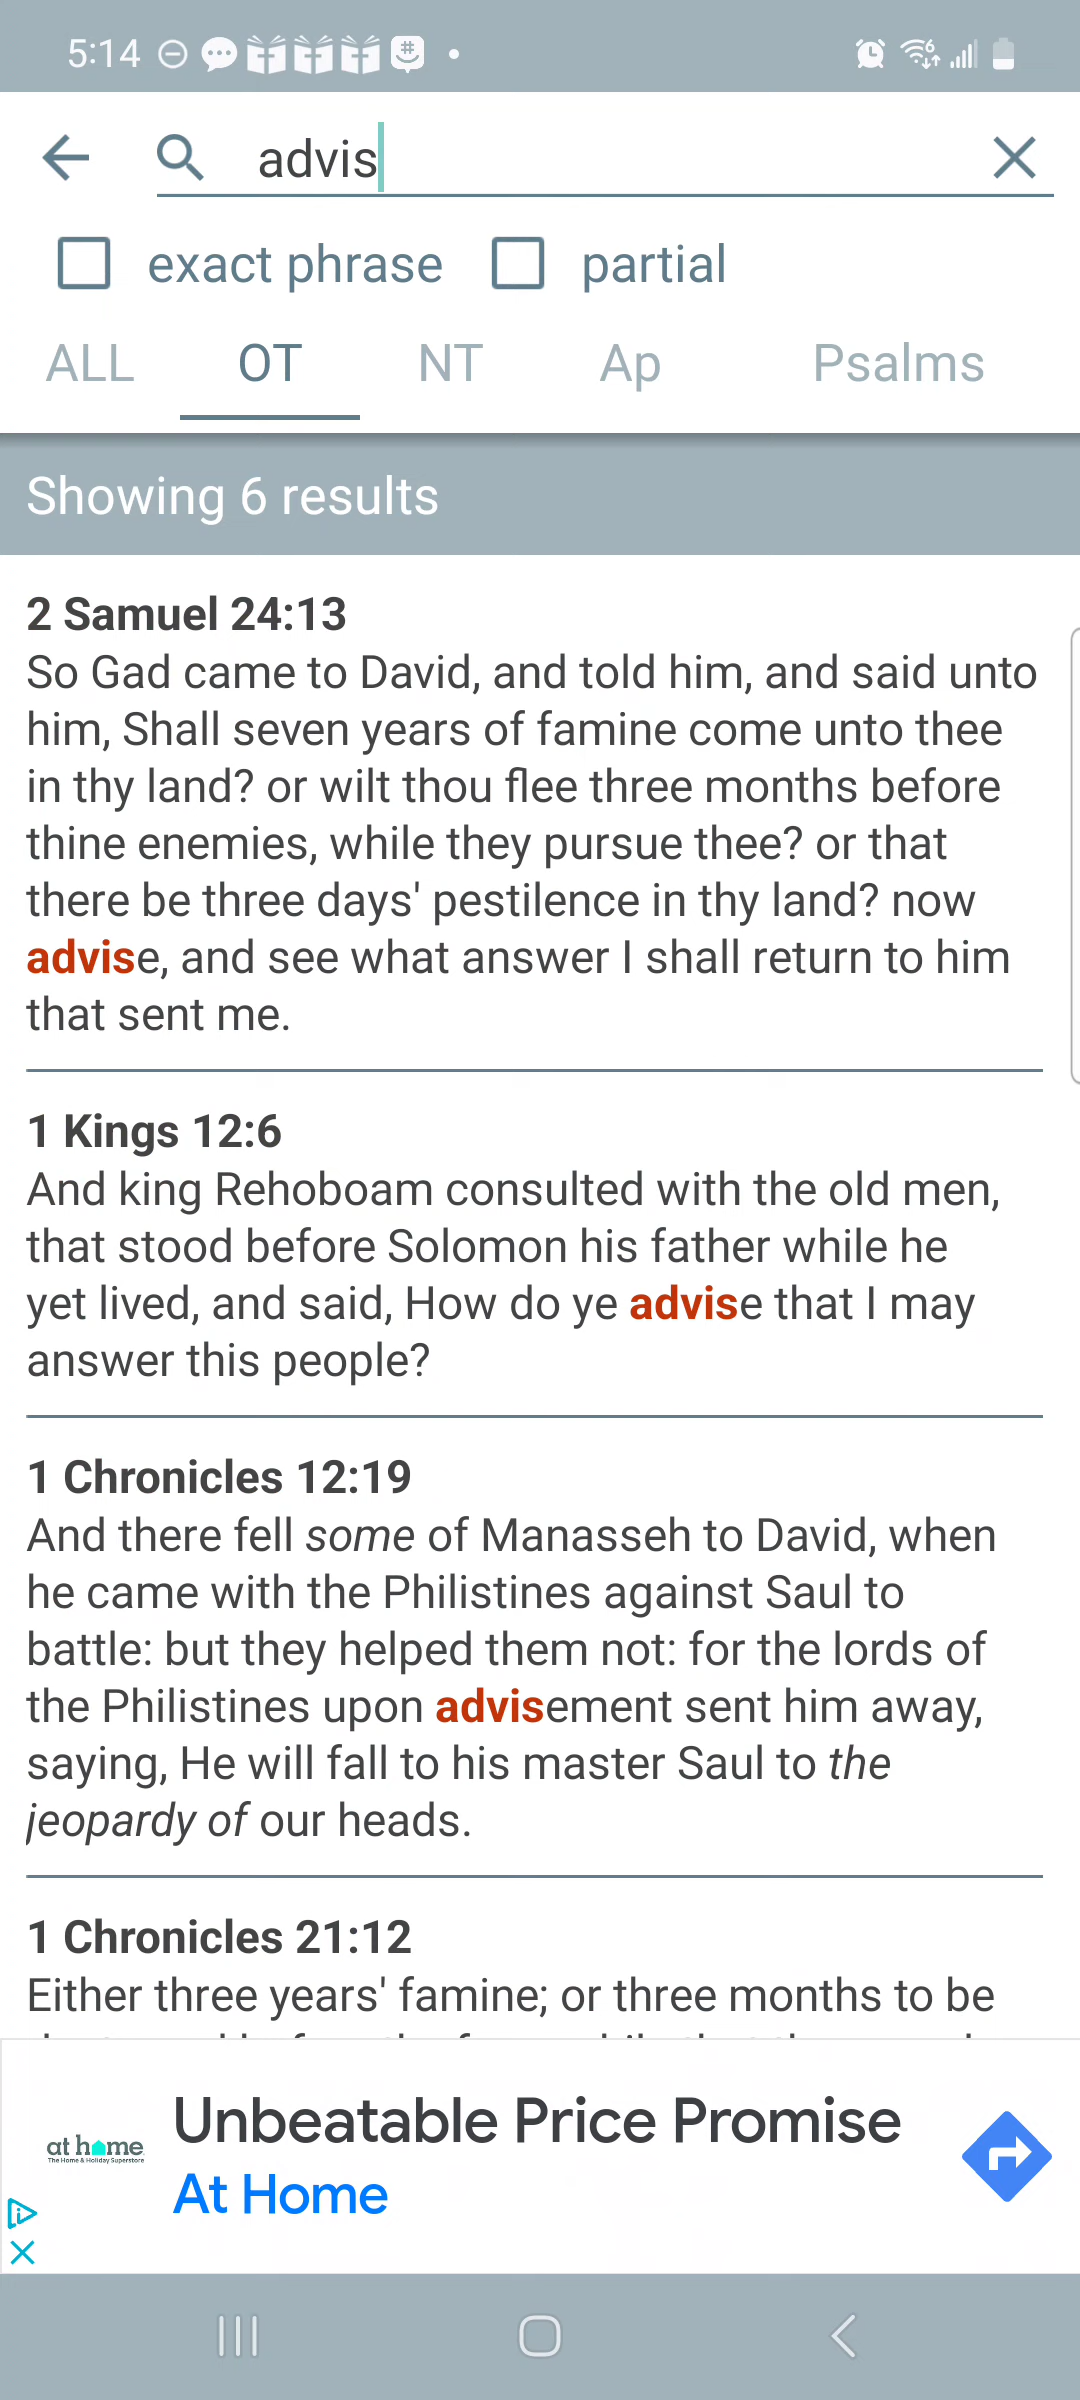 5:14
advis
exact phrase partial
ALL OT NT Ap Psalms
Showing 6 results
2 Samuel 24:13
So Gad came to David, and told him, and said unto
him, Shall seven years of famine come unto thee
in thy land? or wilt thou flee three months before
thine enemies, while they pursue thee? or that
there be three days' pestilence in thy land? now
advise, and see what answer I shall return to him
that sent me.
1 Kings 12:6
And king Rehoboam consulted with the old men,
that stood before Solomon his father while he
yet lived, and said, How do ye advise that I may
answer this people?
1 Chronicles 12:19
And there fell some of Manasseh to David, when
he came with the Philistines against Saul to
battle: but they helped them not: for the lords of
the Philistines upon advisement sent him away,
saying, He will fall to his master Saul to the
jeopardy of our heads.
1 Chronicles 21:12
Either three years' famine; or three months to be
Unbeatable Price Promise
at home
The Home & Holiday Superstore
At Home